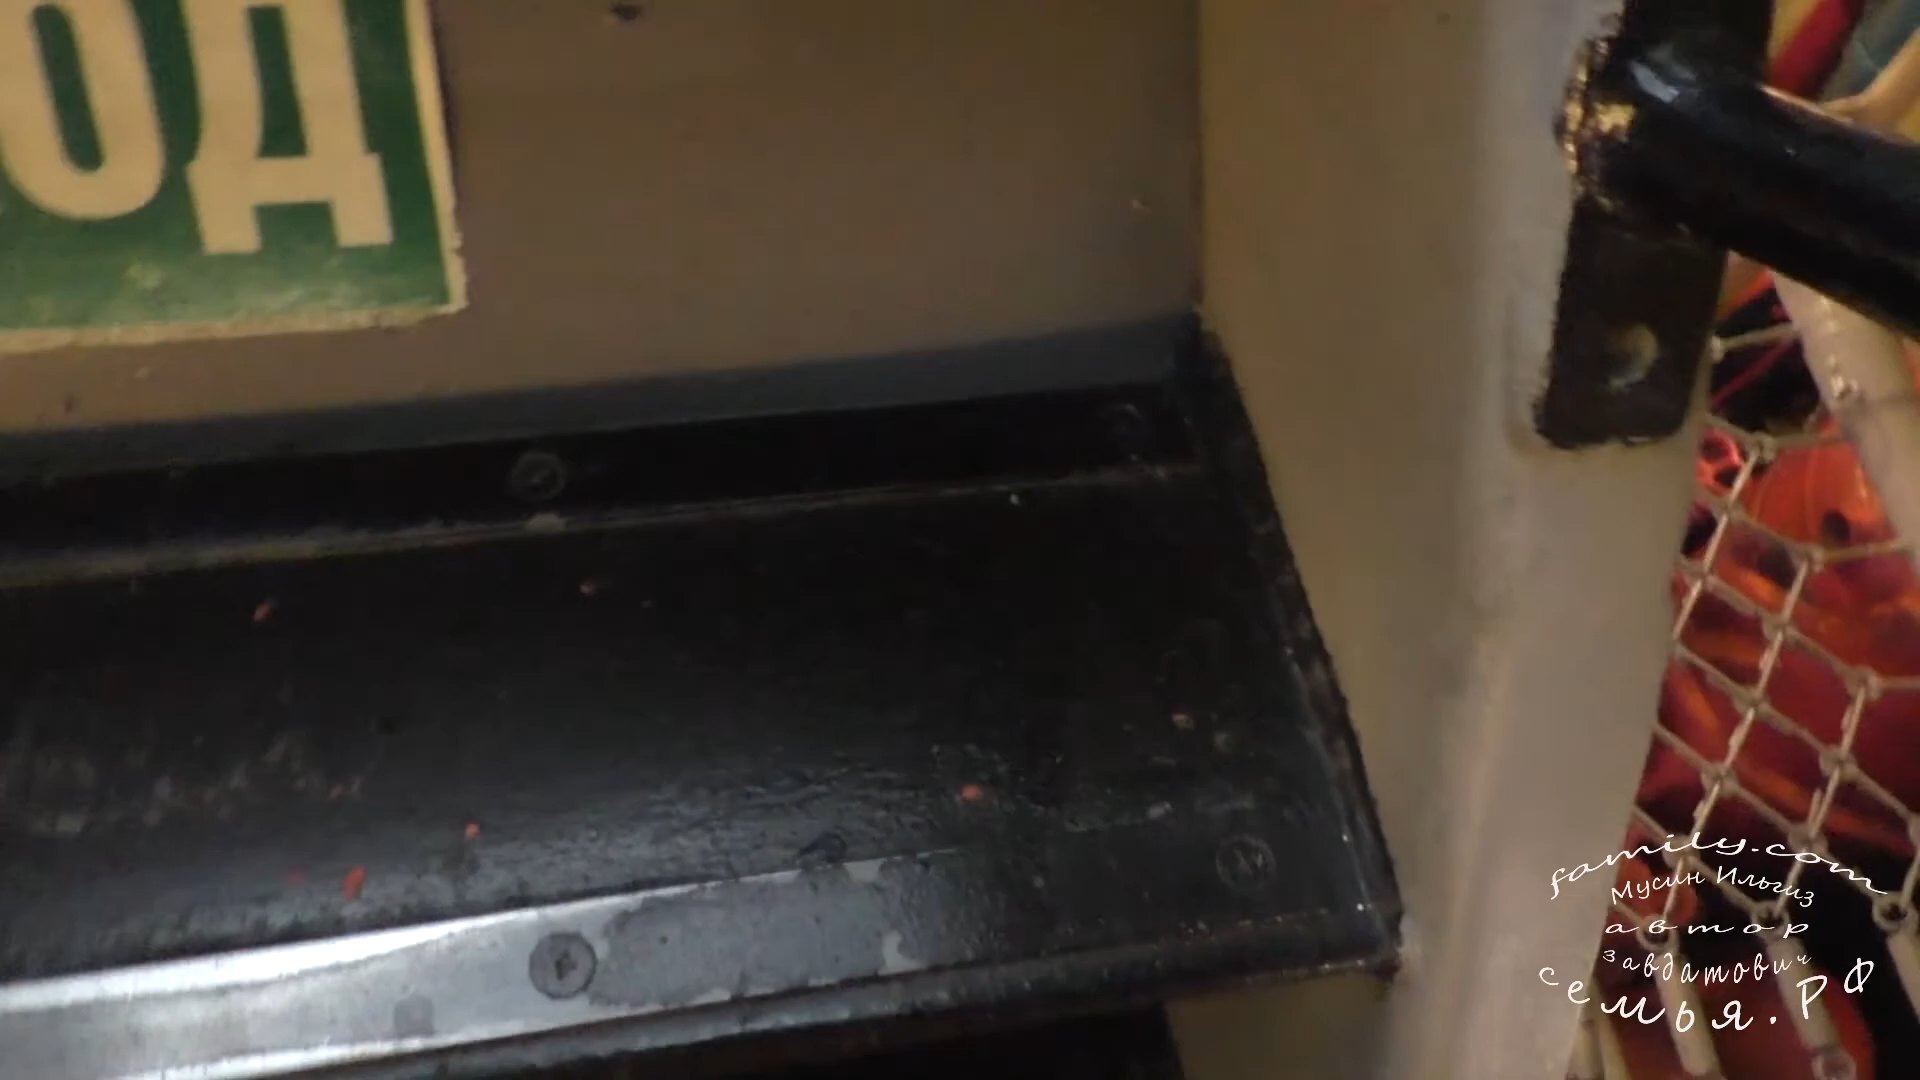 ОД
family.com
Мусин Ильгиз
автор
Завдатович
семья.РФ